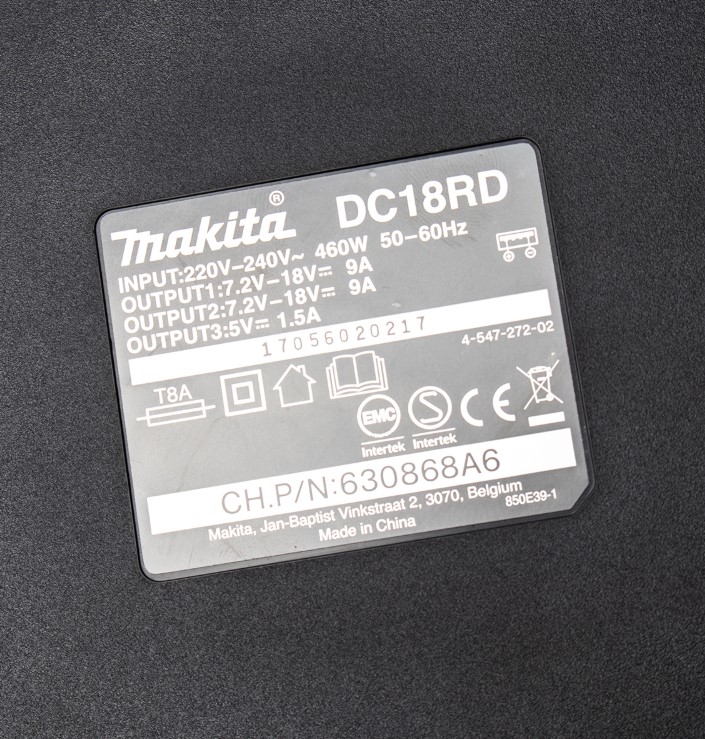 makita® DC18RD
INPUT:220V–240V~ 460W 50–60Hz
OUTPUT1:7.2V–18V⎓ 9A
OUTPUT2:7.2V–18V⎓ 9A
OUTPUT3:5V⎓ 1.5A
17056020217
4-547-272-02
T8A
EMC
Intertek
S
Intertek
CE
CH.P/N:630868A6
Makita, Jan-Baptist Vinkstraat 2, 3070, Belgium
850E39-1
Made in China